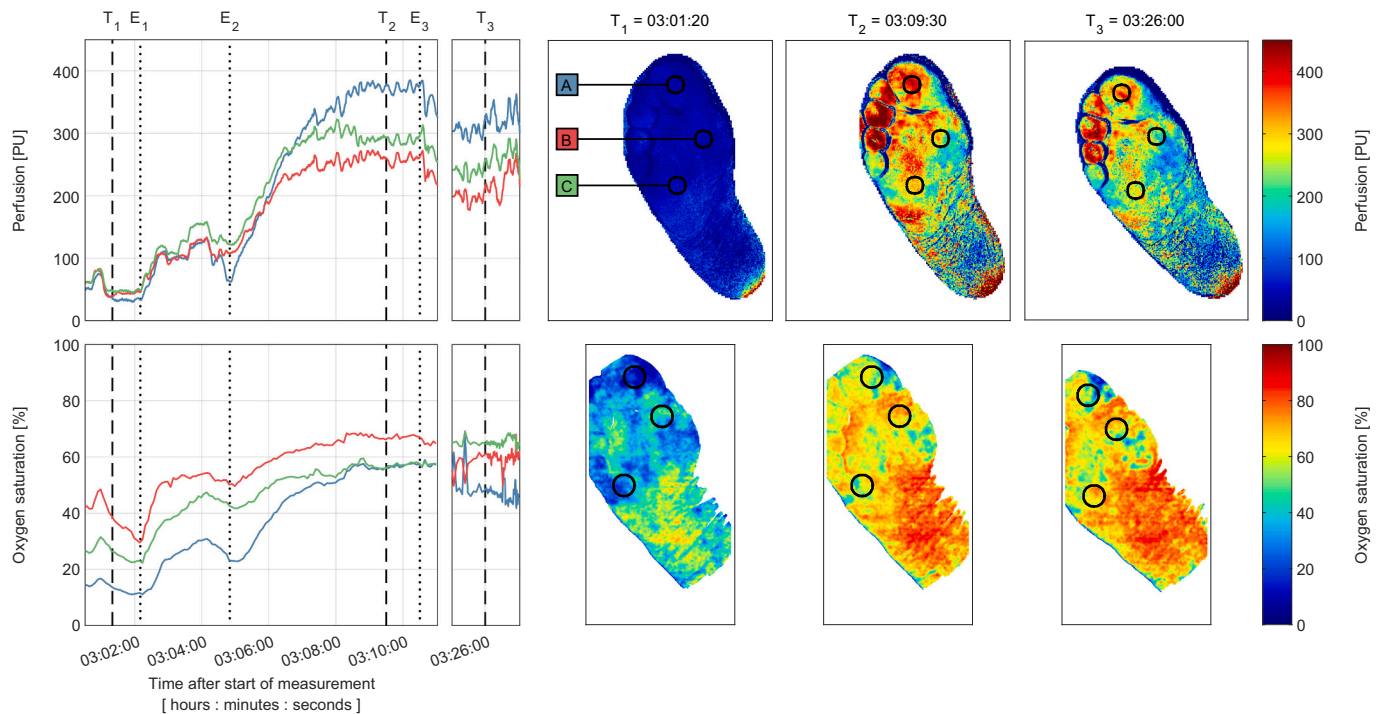 T1 E1 E2 T2 E3 T3
T1 = 03:01:20
T2 = 03:09:30
T3 = 03:26:00
Perfusion [PU]
400
300
200
100
0
A
B
C
400
300
200
100
0
Perfusion [PU]
Oxygen saturation [%]
100
80
60
40
20
0
03:02:00
03:04:00
03:06:00
03:08:00
03:10:00
03:26:00
Time after start of measurement
[ hours : minutes : seconds ]
100
80
60
40
20
0
Oxygen saturation [%]